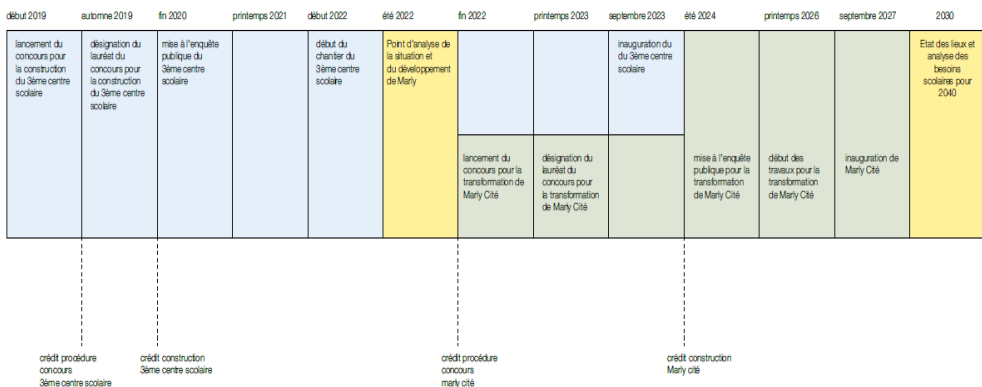 début 2019
automne 2019
fin 2020
printemps 2021
début 2022
été 2022
fin 2022
printemps 2023
septembre 2023
été 2024
printemps 2026
septembre 2027
2030
lancement du
concours pour
la construction
du 3ème centre
scolaire
désignation du
lauréat du
concours pour
la construction
du 3ème centre
scolaire
mise à l'enquête
publique du
3ème centre
scolaire
début du
chantier du
3ème centre
scolaire
Point d'analyse de
la situation et
du développement
de Marly
inauguration
du 3ème centre
scolaire
Etat des lieux et
analyse des
besoins
scolaires pour
2040
lancement du
concours pour la
transformation de
Marly Cité
désignation du
lauréat du
concours pour
la transformation
de Marly Cité
mise à l'enquête
publique pour la
transformation
de Marly Cité
début des
travaux pour la
transformation
de Marly Cité
inauguration de
Marly Cité
crédit procédure
concours
3ème centre scolaire
crédit construction
3ème centre scolaire
crédit procédure
concours
marly cité
crédit construction
Marly cité